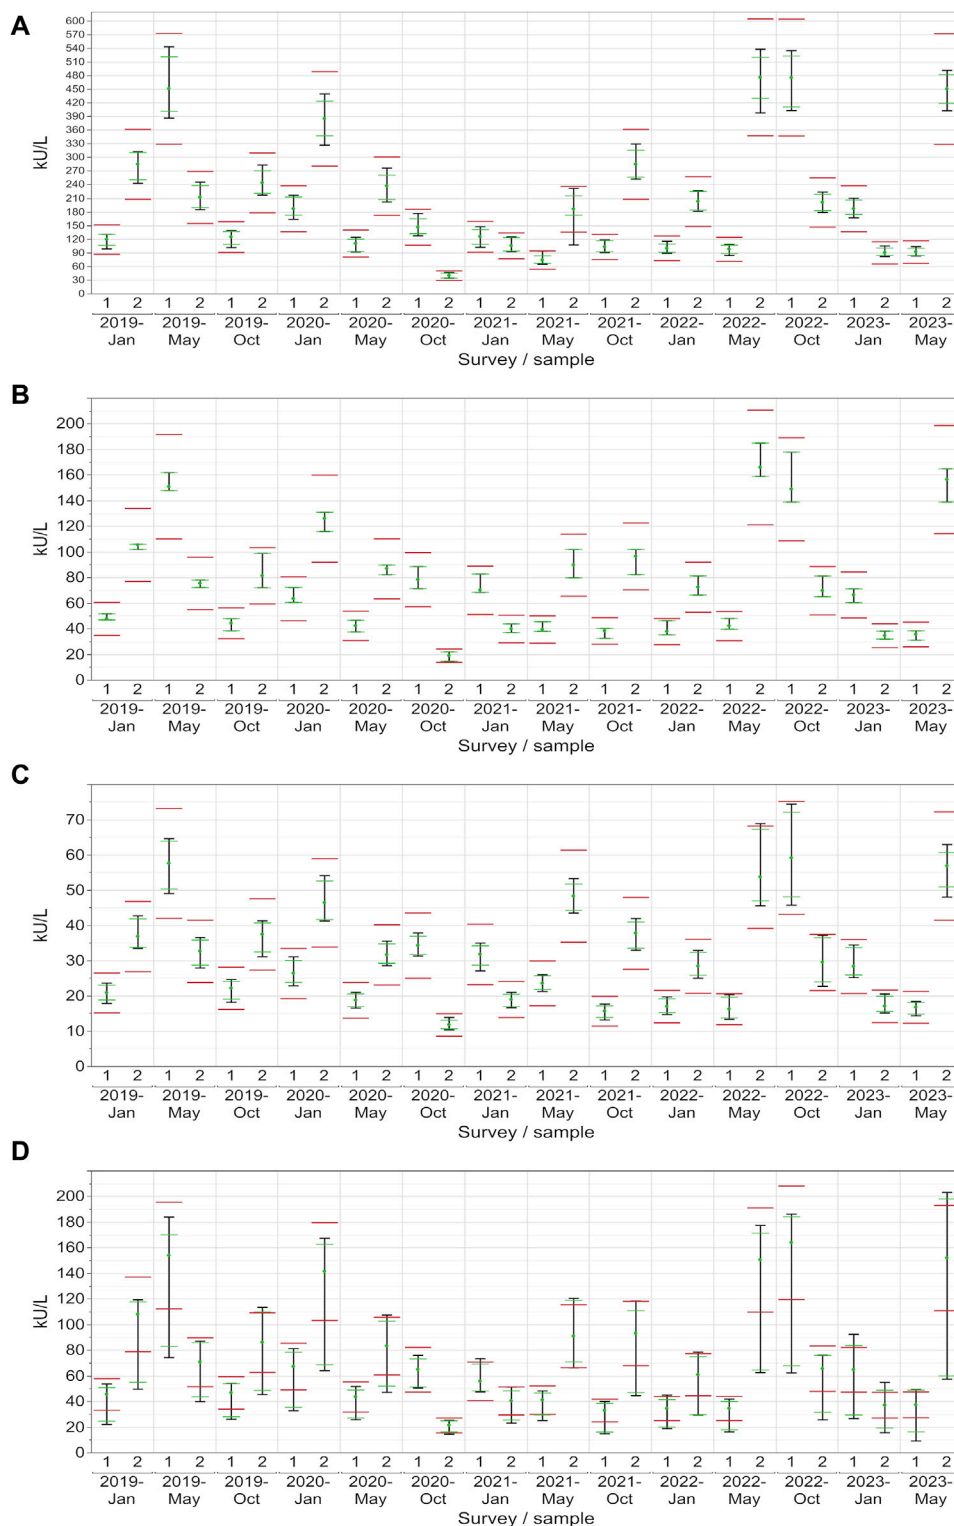 A
600
570
540
510
480
450
420
390
360
330
300
270
240
210
180
150
120
90
60
30
0
kU/L
1 2 1 2 1 2 1 2 1 2 1 2 1 2 1 2 1 2 1 2 1 2 1 2 1 2 1 2
2019- 2019- 2019- 2020- 2020- 2020- 2021- 2021- 2021- 2022- 2022- 2022- 2023- 2023-
Jan May Oct Jan May Oct Jan May Oct Jan May Oct Jan May
Survey / sample
B
200
180
160
140
120
100
80
60
40
20
0
kU/L
1 2 1 2 1 2 1 2 1 2 1 2 1 2 1 2 1 2 1 2 1 2 1 2 1 2 1 2
2019- 2019- 2019- 2020- 2020- 2020- 2021- 2021- 2021- 2022- 2022- 2022- 2023- 2023-
Jan May Oct Jan May Oct Jan May Oct Jan May Oct Jan May
Survey / sample
C
70
60
50
40
30
20
10
0
kU/L
1 2 1 2 1 2 1 2 1 2 1 2 1 2 1 2 1 2 1 2 1 2 1 2 1 2 1 2
2019- 2019- 2019- 2020- 2020- 2020- 2021- 2021- 2021- 2022- 2022- 2022- 2023- 2023-
Jan May Oct Jan May Oct Jan May Oct Jan May Oct Jan May
Survey / sample
D
200
180
160
140
120
100
80
60
40
20
0
kU/L
1 2 1 2 1 2 1 2 1 2 1 2 1 2 1 2 1 2 1 2 1 2 1 2 1 2 1 2
2019- 2019- 2019- 2020- 2020- 2020- 2021- 2021- 2021- 2022- 2022- 2022- 2023- 2023-
Jan May Oct Jan May Oct Jan May Oct Jan May Oct Jan May
Survey / sample